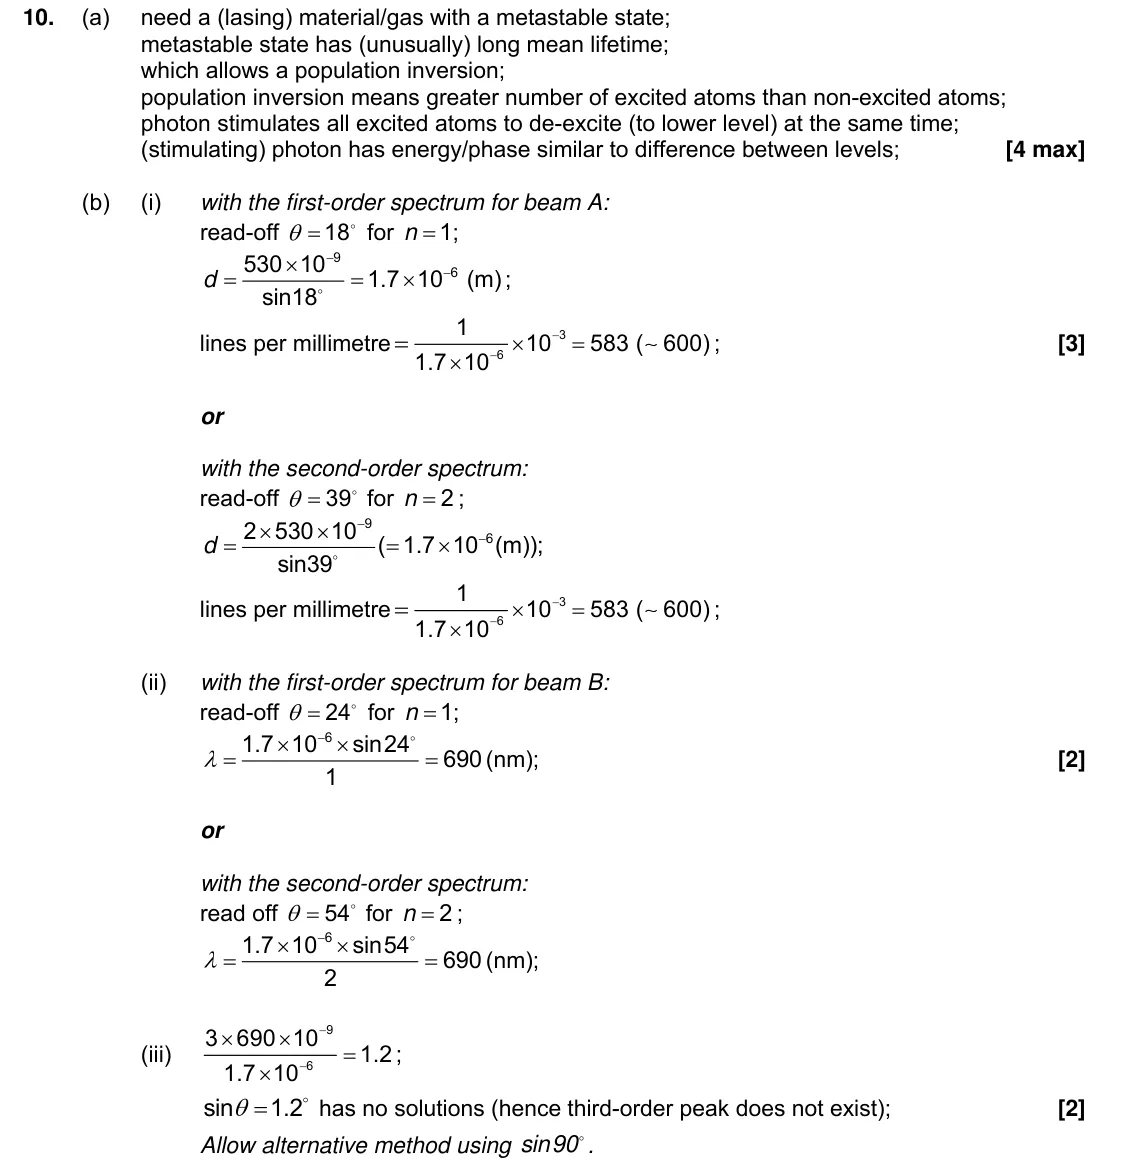 10. (a) need a (lasing) material/gas with a metastable state;
metastable state has (unusually) long mean lifetime;
which allows a population inversion;
population inversion means greater number of excited atoms than non-excited atoms;
photon stimulates all excited atoms to de-excite (to lower level) at the same time;
(stimulating) photon has energy/phase similar to difference between levels; [4 max]
(b) (i) with the first-order spectrum for beam A:
read-off θ = 18° for n = 1;
d = \frac{530×10⁻⁹}{sin18°} = 1.7×10⁻⁶ (m);
lines per millimetre = \frac{1}{1.7×10⁻⁶} ×10⁻³ = 583 (~ 600); [3]
or
with the second-order spectrum:
read-off θ = 39° for n = 2;
d = \frac{2×530×10⁻⁹}{sin39°} (= 1.7×10⁻⁶(m));
lines per millimetre = \frac{1}{1.7×10⁻⁶} ×10⁻³ = 583 (~ 600);
(ii) with the first-order spectrum for beam B:
read-off θ = 24° for n = 1;
λ = \frac{1.7×10⁻⁶ × sin24°}{1} = 690 (nm); [2]
or
with the second-order spectrum:
read off θ = 54° for n = 2;
λ = \frac{1.7×10⁻⁶ × sin54°}{2} = 690 (nm);
(iii) \frac{3×690×10⁻⁹}{1.7×10⁻⁶} = 1.2;
sinθ = 1.2° has no solutions (hence third-order peak does not exist); [2]
Allow alternative method using sin90°.